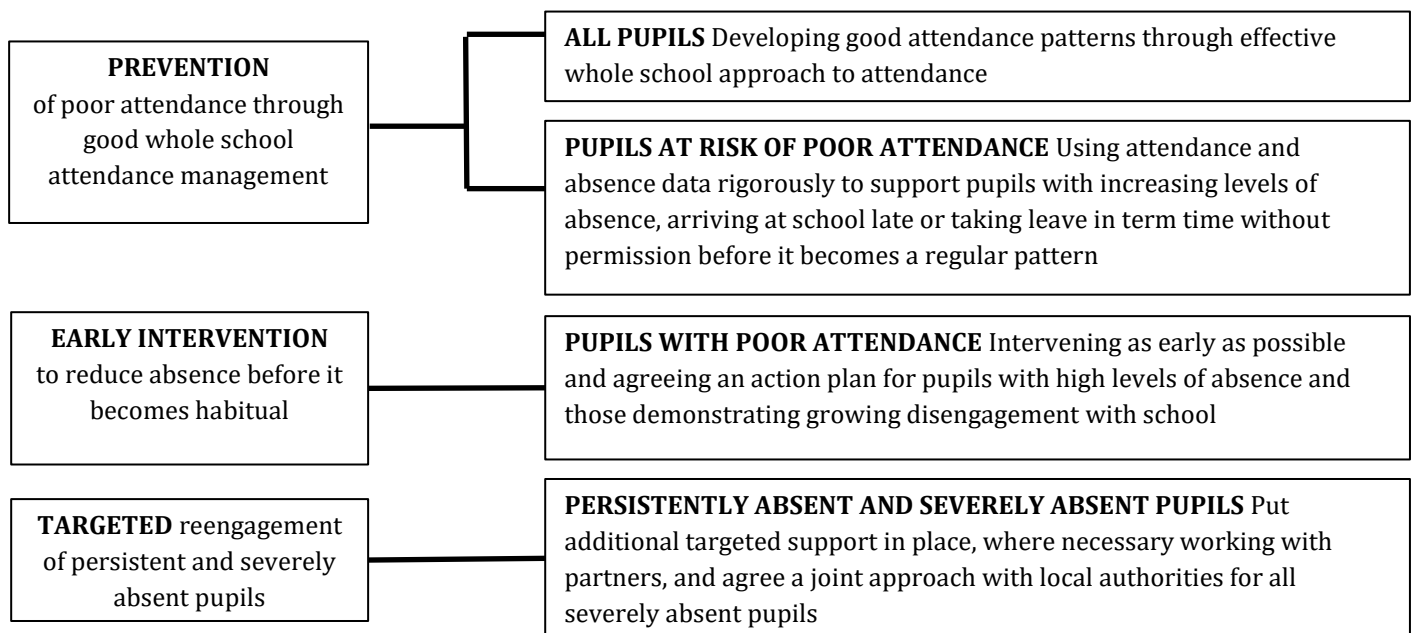 PREVENTION
of poor attendance through
good whole school
attendance management
ALL PUPILS Developing good attendance patterns through effective
whole school approach to attendance
PUPILS AT RISK OF POOR ATTENDANCE Using attendance and
absence data rigorously to support pupils with increasing levels of
absence, arriving at school late or taking leave in term time without
permission before it becomes a regular pattern
EARLY INTERVENTION
to reduce absence before it
becomes habitual
PUPILS WITH POOR ATTENDANCE Intervening as early as possible
and agreeing an action plan for pupils with high levels of absence and
those demonstrating growing disengagement with school
TARGETED reengagement
of persistent and severely
absent pupils
PERSISTENTLY ABSENT AND SEVERELY ABSENT PUPILS Put
additional targeted support in place, where necessary working with
partners, and agree a joint approach with local authorities for all
severely absent pupils